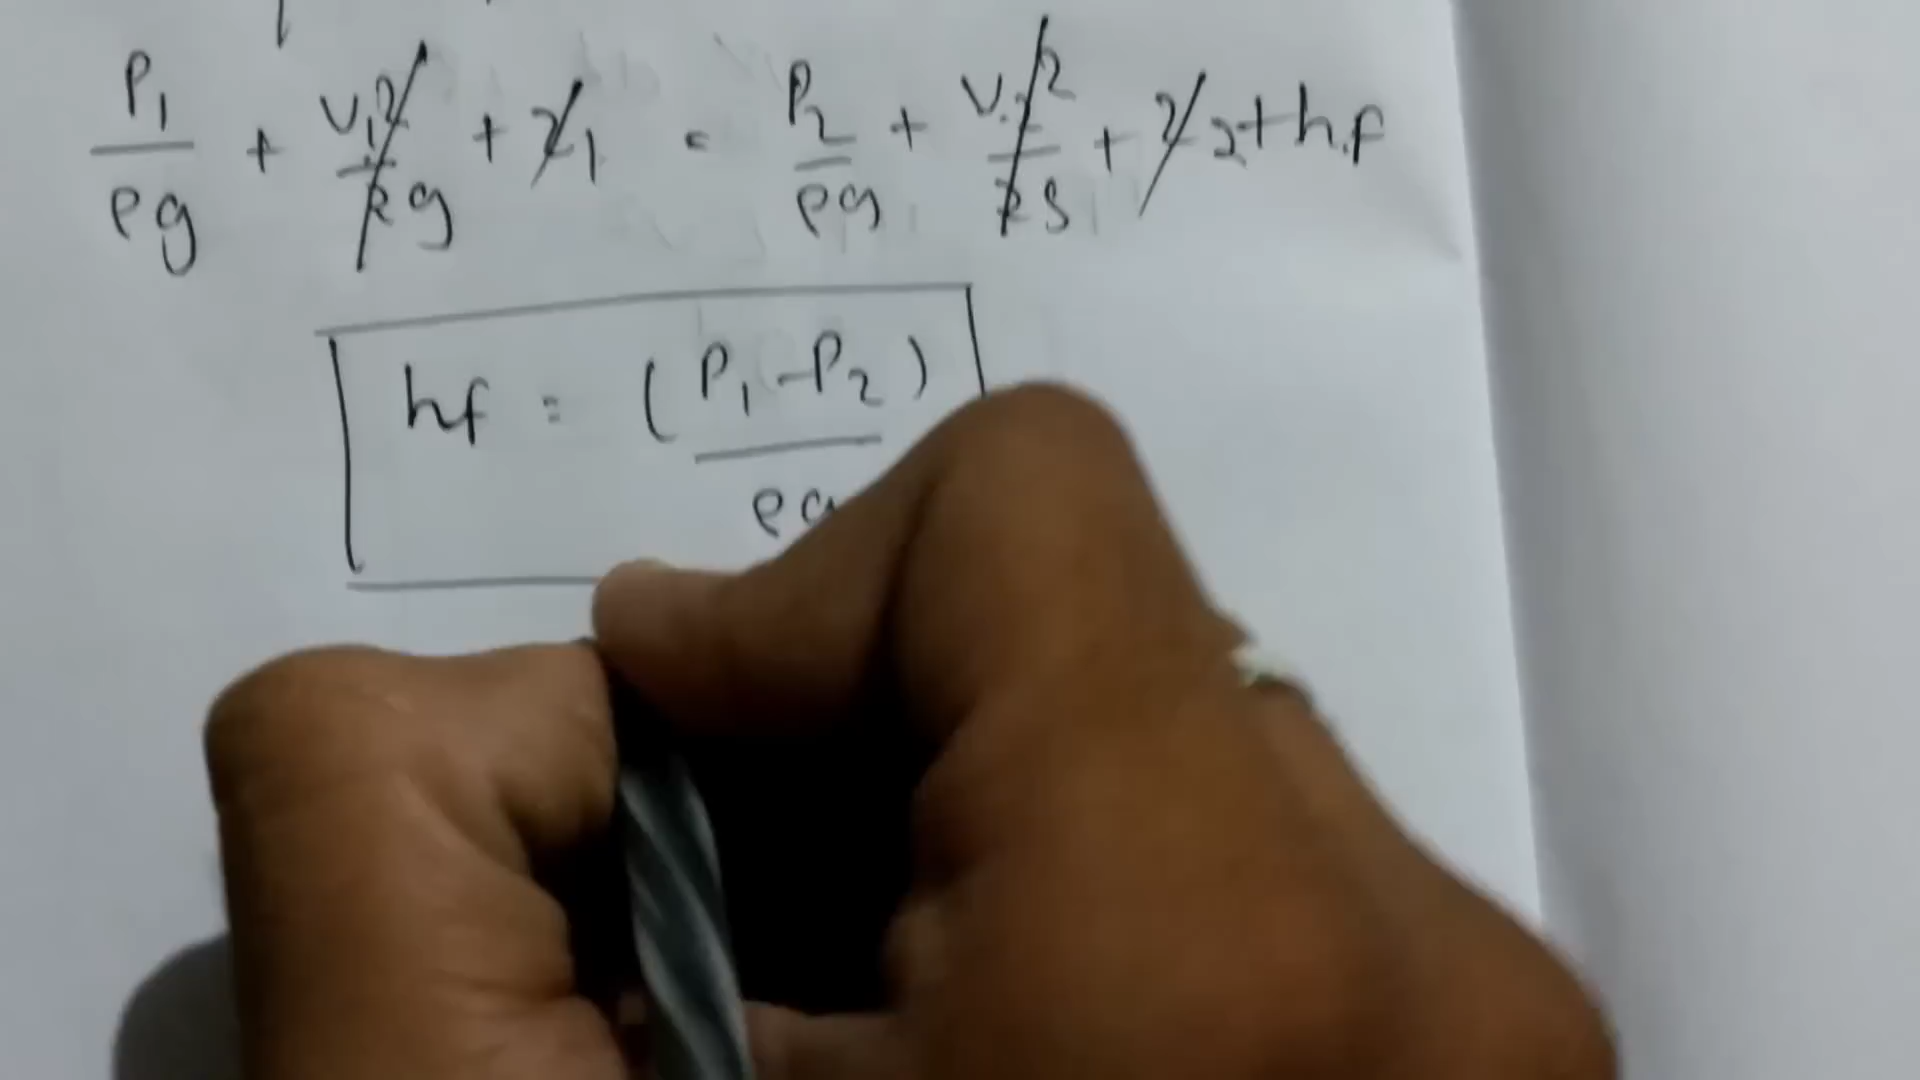 P₁/ρg + v₁²/2g + z₁ = P₂/ρg + v₂²/2g + z₂ + hf
hf = (P₁ - P₂)/ρg